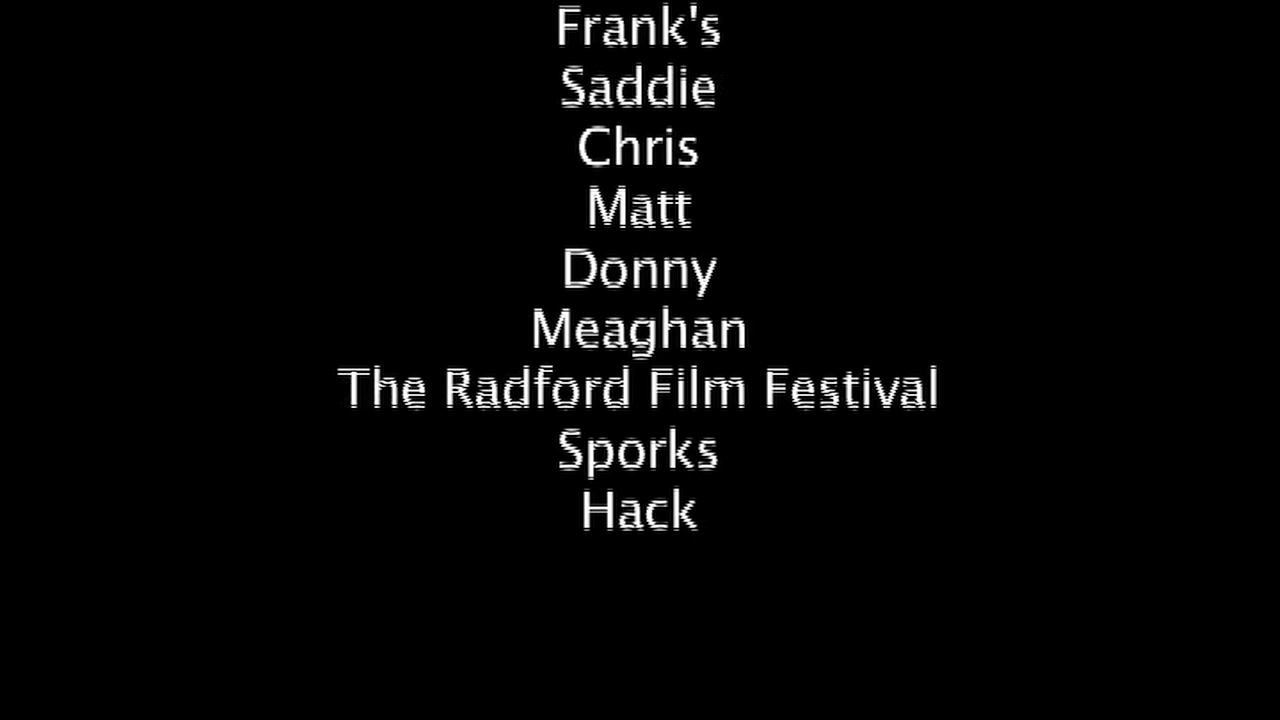 Frank's
Saddie
Chris
Matt
Donny
Meaghan
The Radford Film Festival
Sporks
Hack